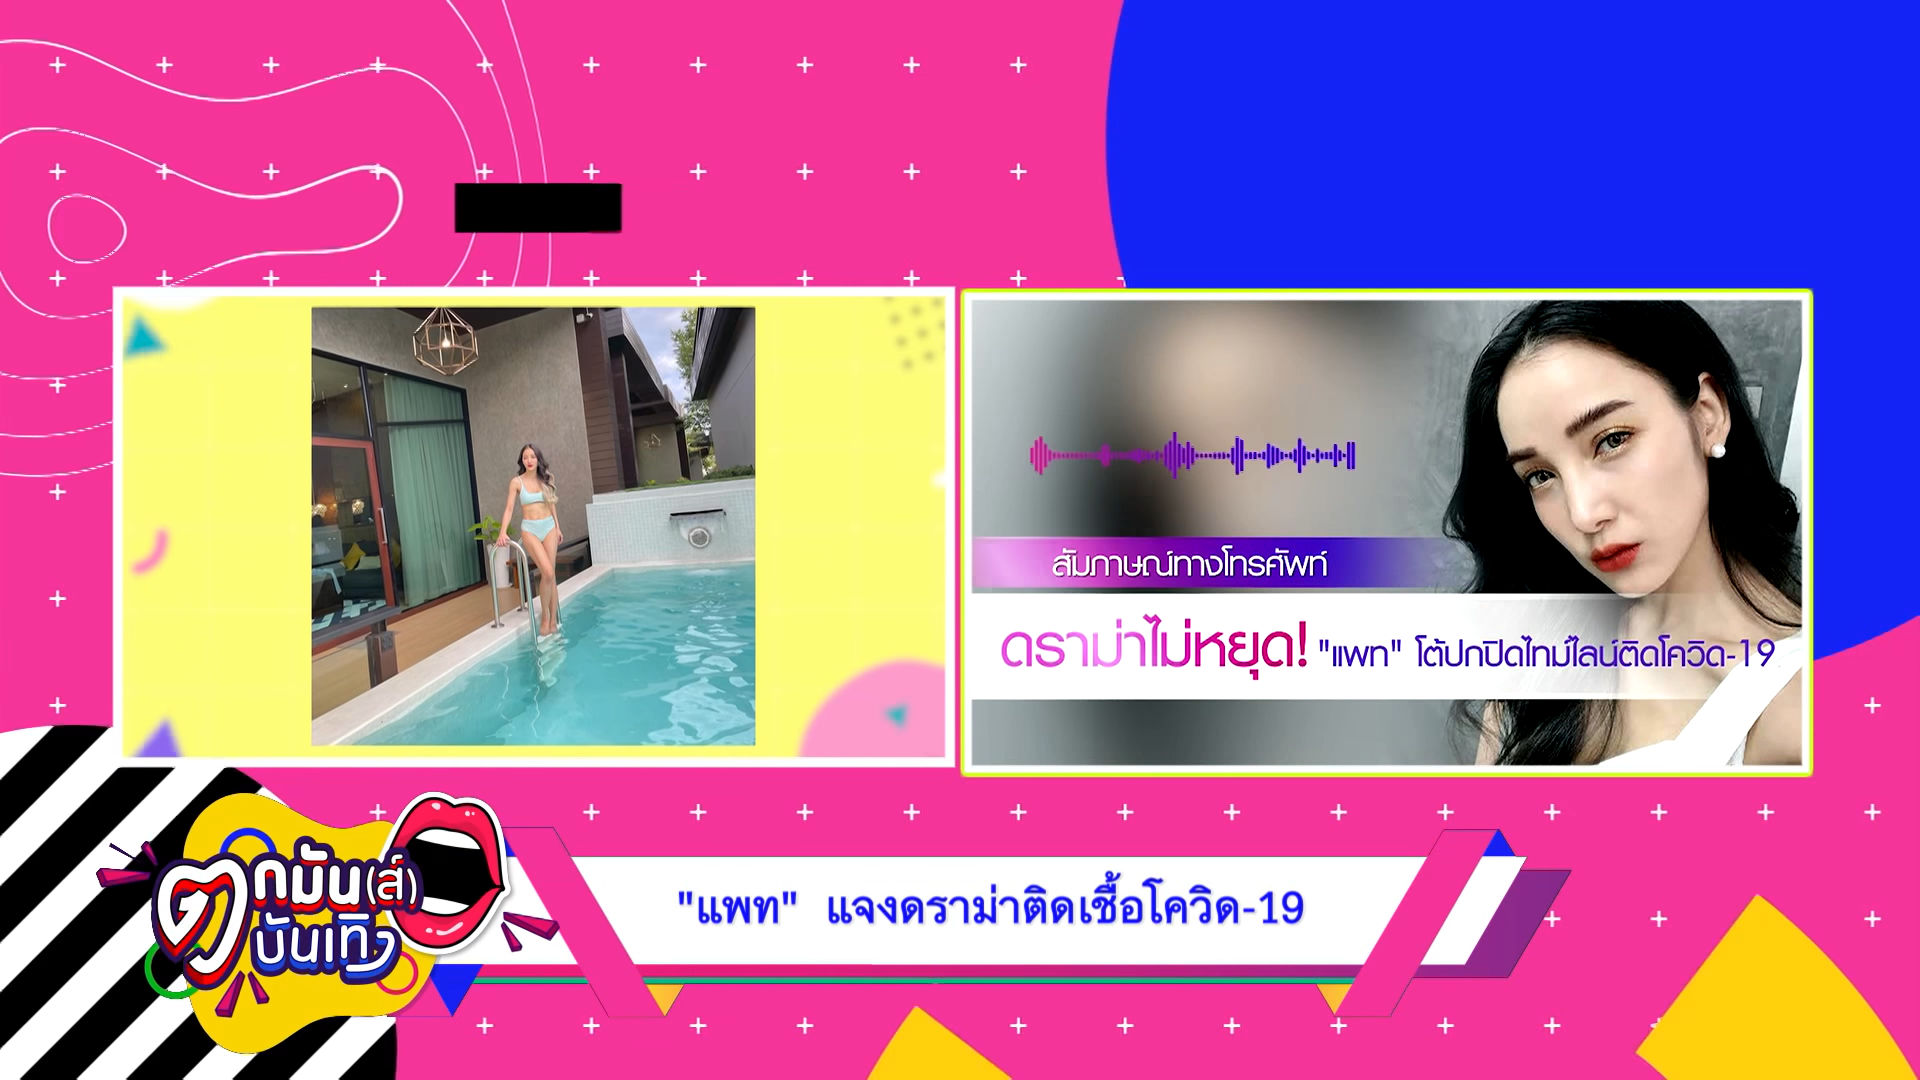 สัมภาษณ์ทางโทรศัพท์
ดราม่าไม่หยุด! "แพท" โต้ปกปิดไทม์ไลน์ติดโควิด-19
ตกมัน(ส์)
บันเทิง
"แพท" แจงดราม่าติดเชื้อโควิด-19